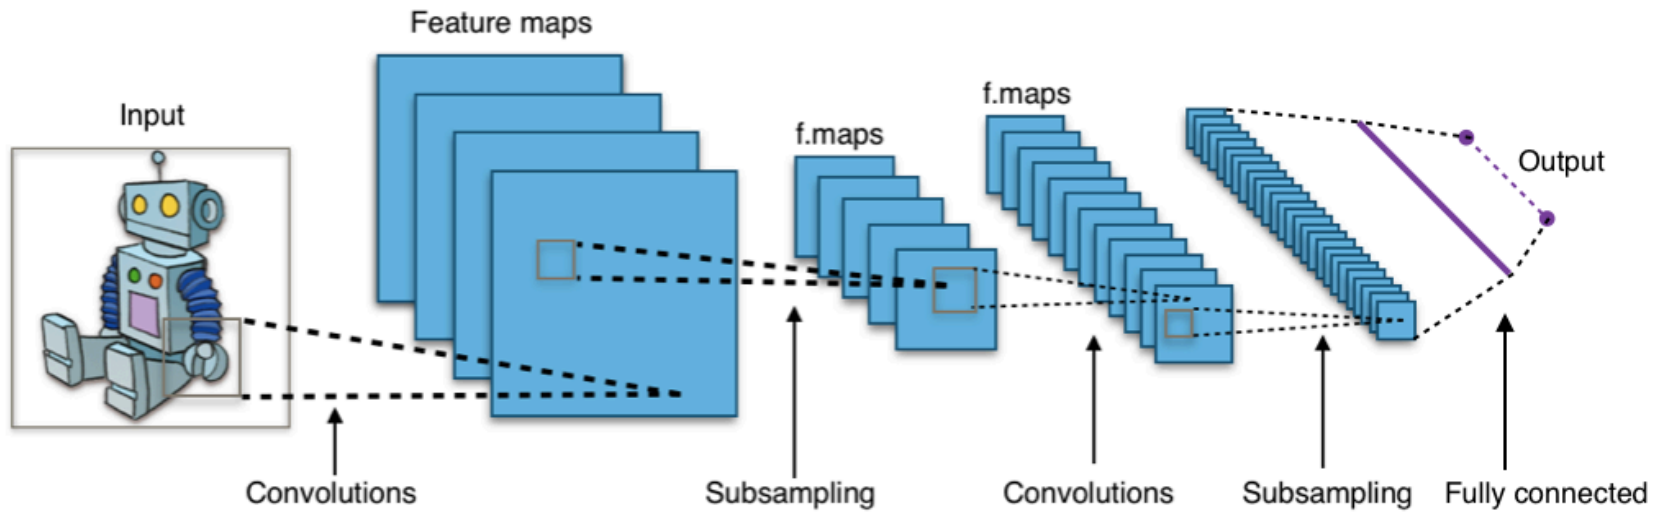 Feature maps
f.maps
Input
f.maps
Output
Convolutions
Subsampling
Convolutions
Subsampling
Fully connected